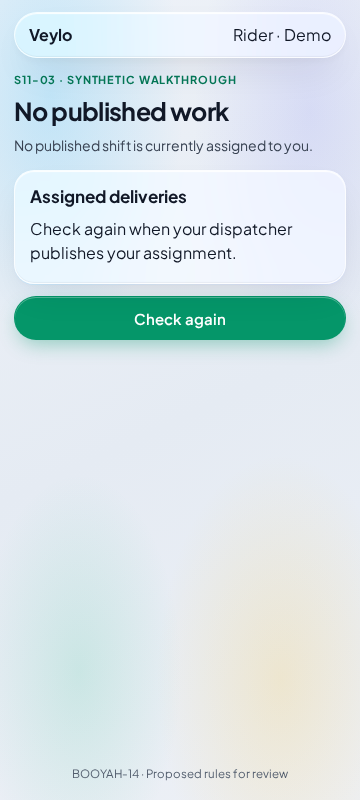 Veylo
Rider · Demo
S11-03 · SYNTHETIC WALKTHROUGH
No published work
No published shift is currently assigned to you.
Assigned deliveries
Check again when your dispatcher
publishes your assignment.
Check again
BOOYAH-14 · Proposed rules for review